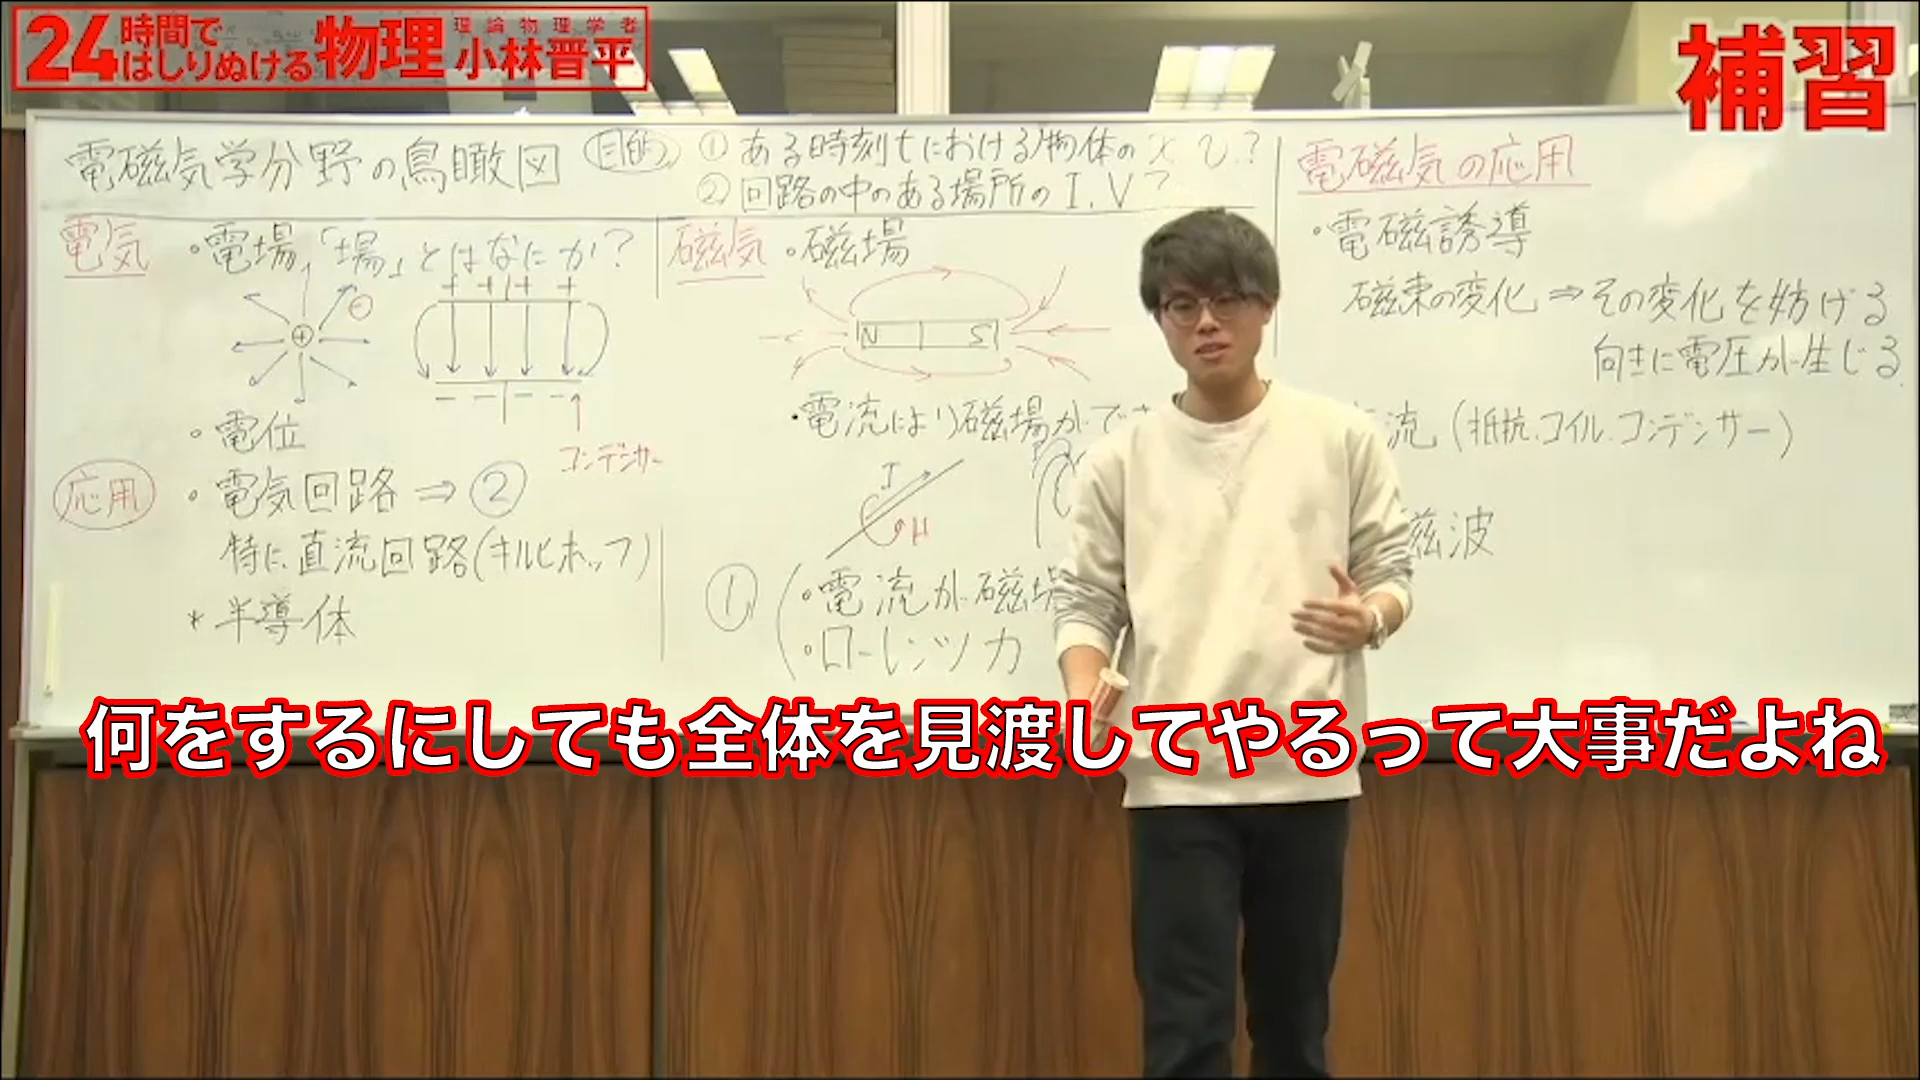 24時間ではしりぬける物理
理論物理学者
小林晋平
補習
電磁気学分野の鳥瞰図
目的
① ある時刻tにおける物体の x, v?
② 回路の中のある場所の I, V?
電気
・電場,「場」とはなにか?
+ + + +
⊖
⊕
- - - -
コンデンサー
・電位
応用
・電気回路 ⇒ ②
特に直流回路(キルヒホッフ)
* 半導体
磁気
・磁場
N S
・電流により磁場がで
I
H
①
・電流が磁場
・ローレンツ力
電磁気の応用
・電磁誘導
磁束の変化 ⇒ その変化を妨げる
向きに電圧が生じる
流 (抵抗,コイル,コンデンサー)
磁波
何をするにしても全体を見渡してやるって大事だよね